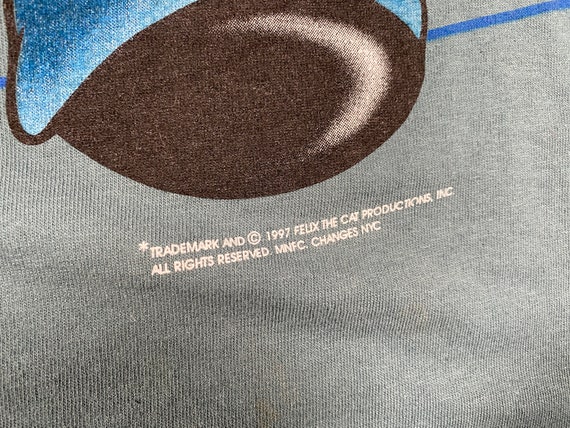 *TRADEMARK AND © 1997 FELIX THE CAT PRODUCTIONS, INC
ALL RIGHTS RESERVED. MNFC. CHANGES NYC